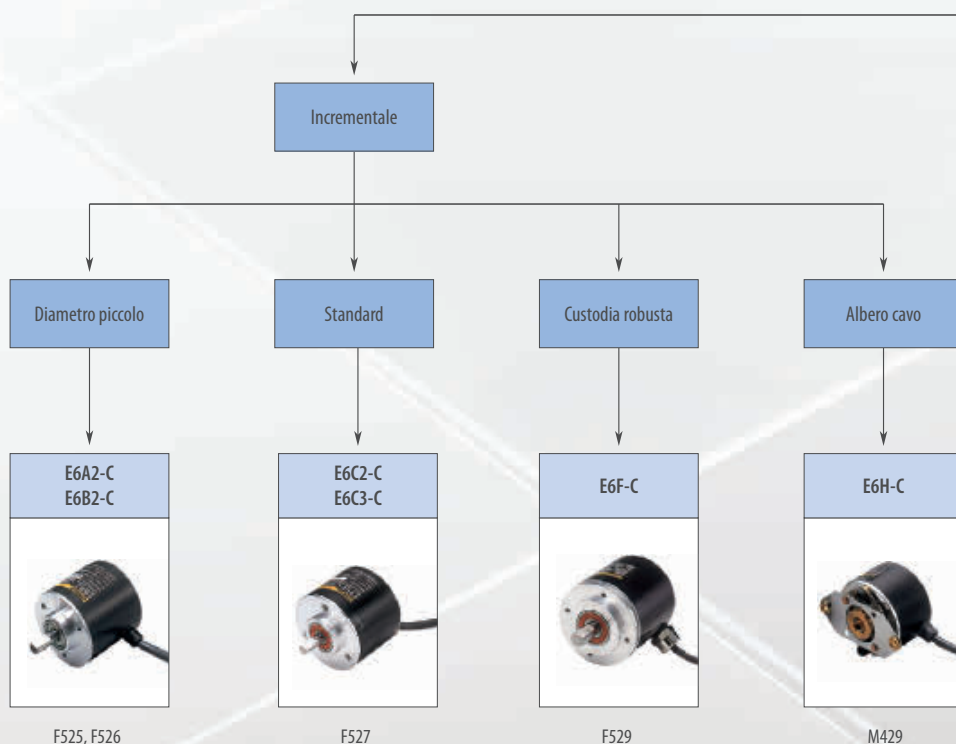 Incrementale
Diametro piccolo
Standard
Custodia robusta
Albero cavo
E6A2-C
E6B2-C
E6C2-C
E6C3-C
E6F-C
E6H-C
F525, F526
F527
F529
M429